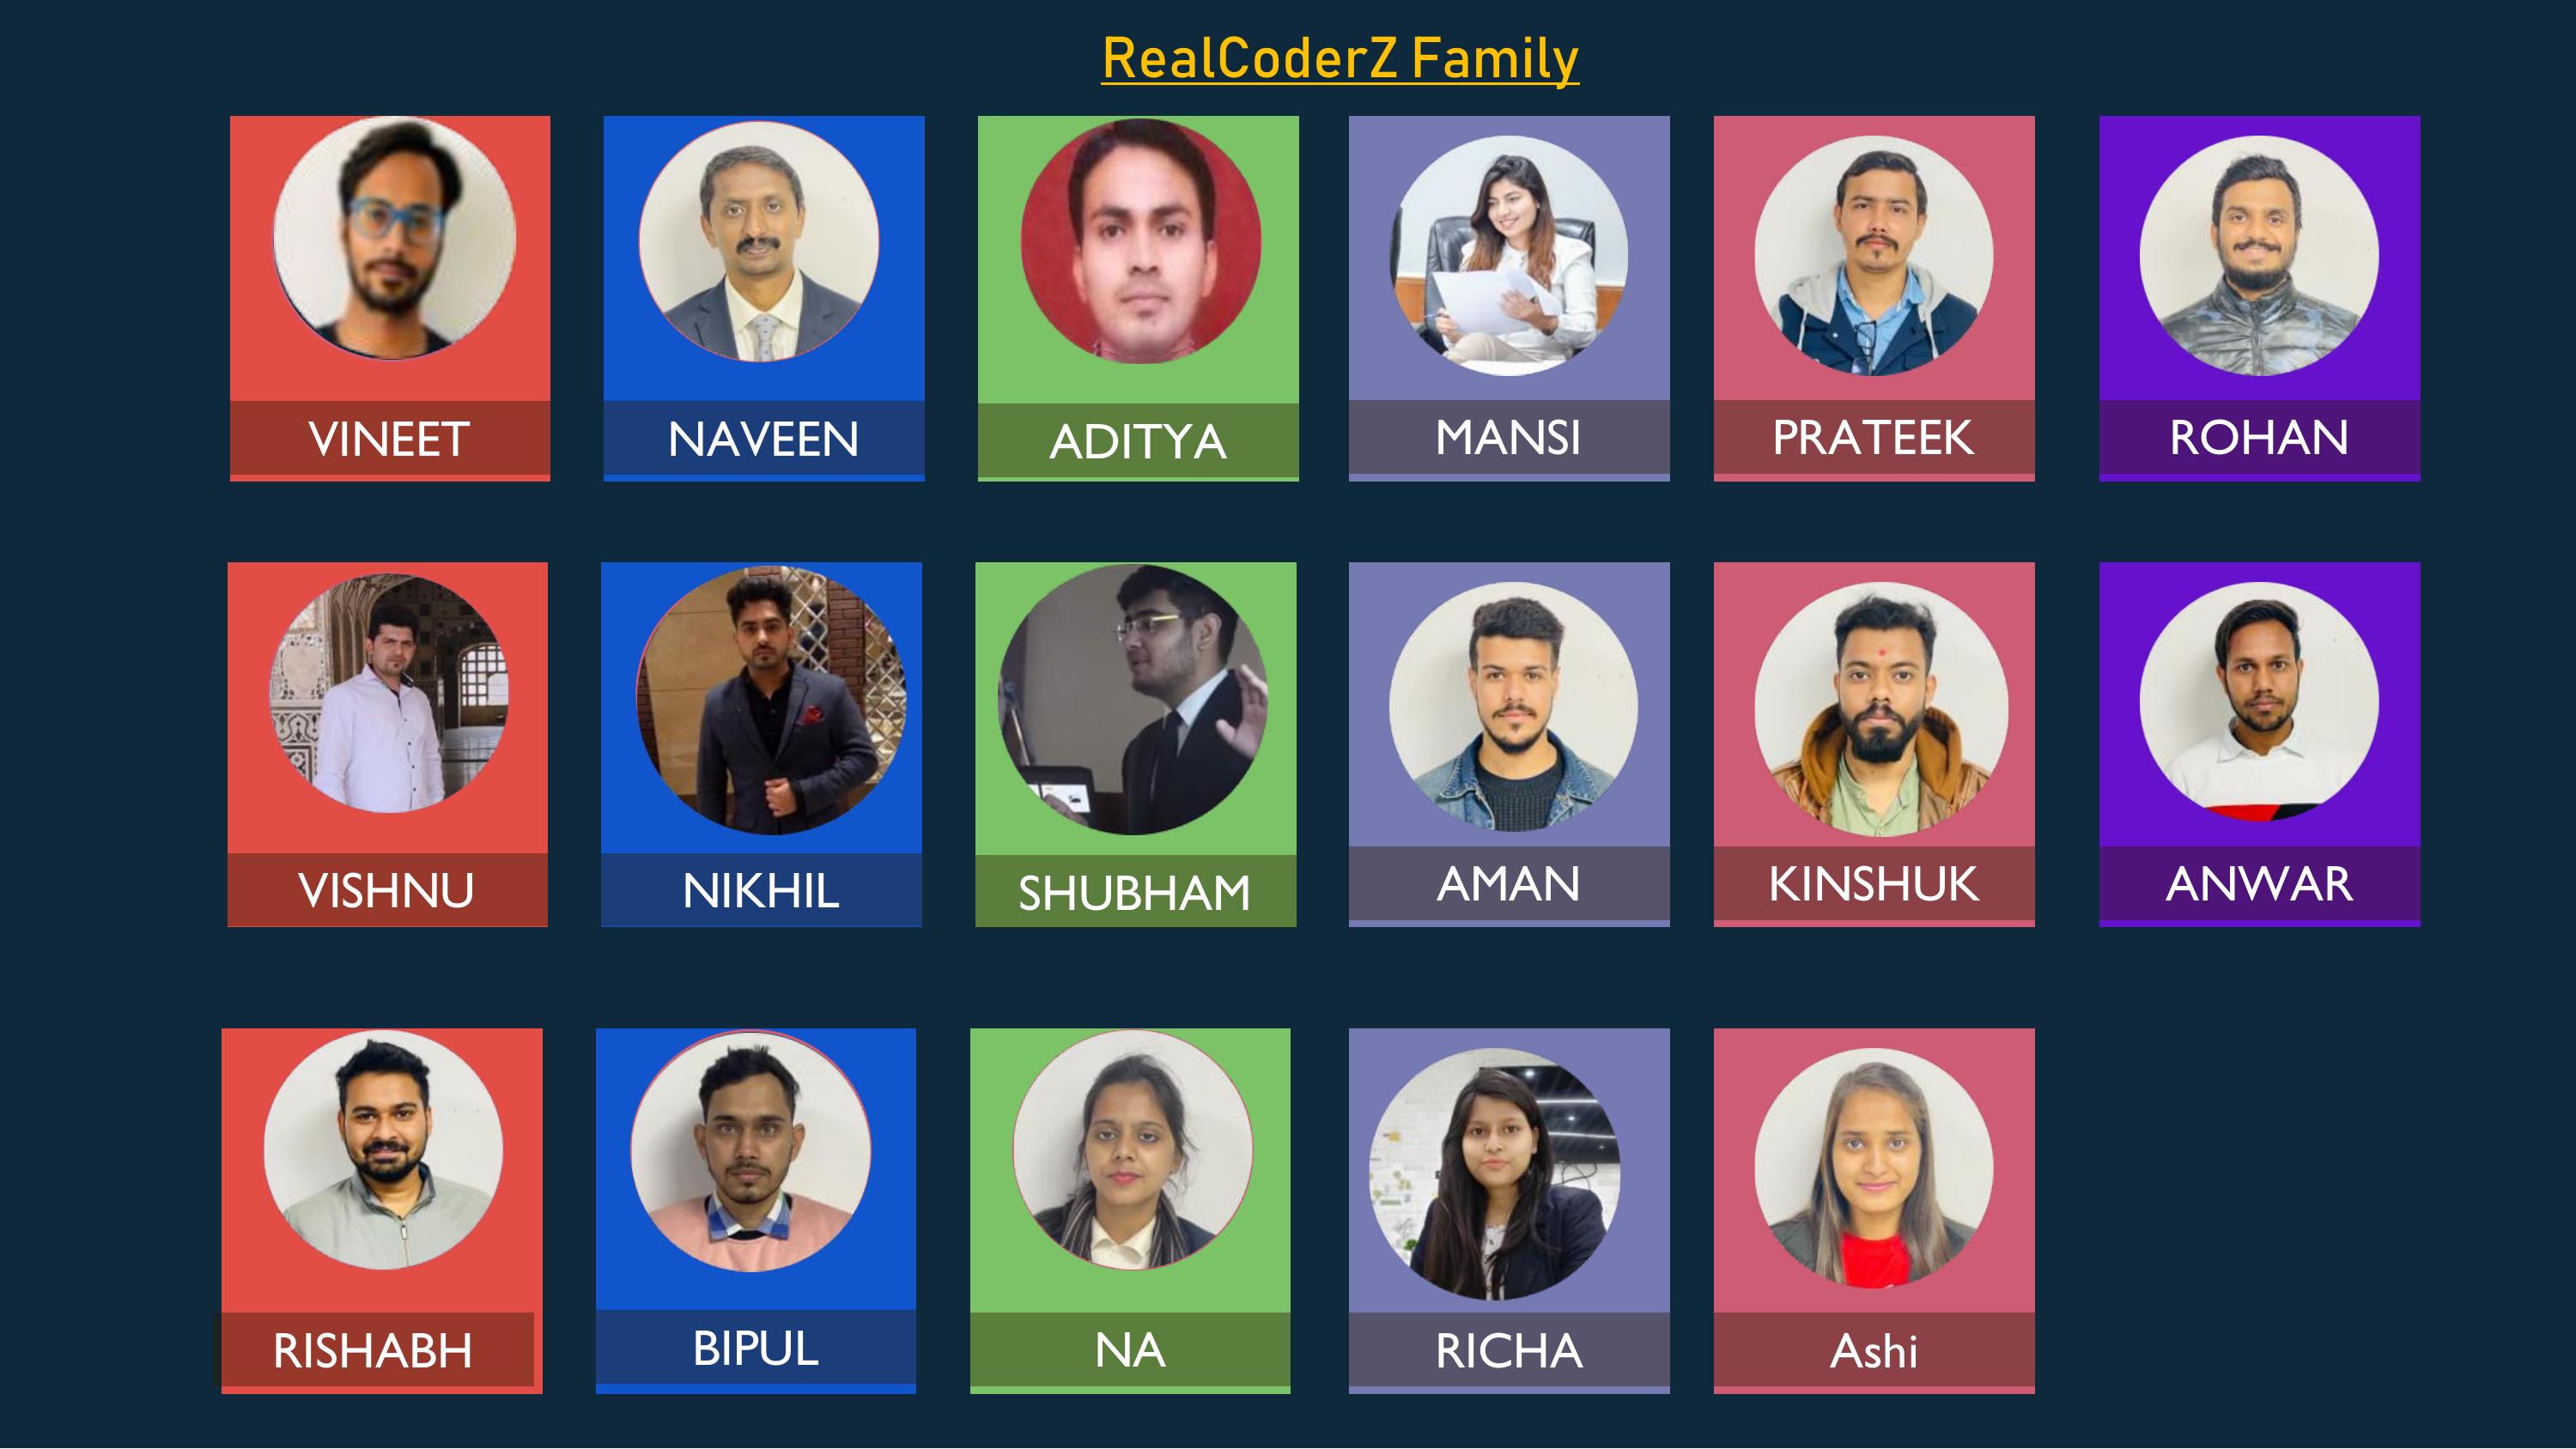 RealCoderZ Family
VINEET
NAVEEN
ADITYA
MANSI
PRATEEK
ROHAN
VISHNU
NIKHIL
SHUBHAM
AMAN
KINSHUK
ANWAR
RISHABH
BIPUL
NA
RICHA
Ashi